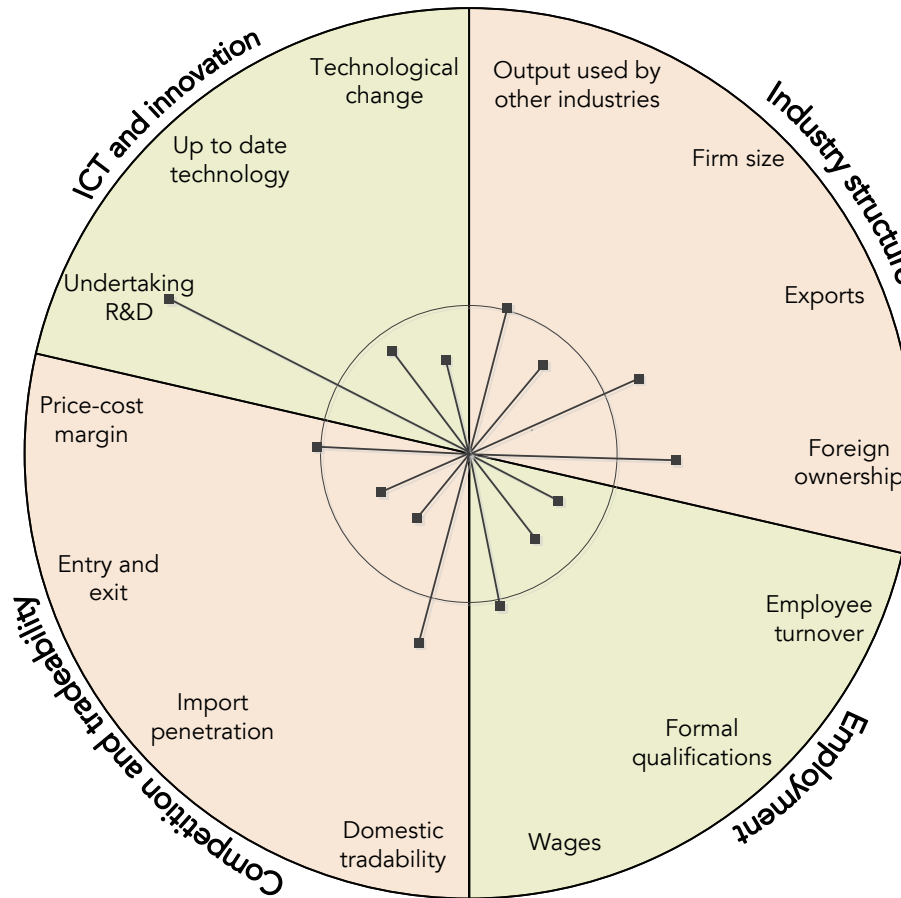 ICT and innovation
Technological
change
Up to date
technology
Undertaking
R&D
Industry structure
Output used by
other industries
Firm size
Exports
Foreign
ownership
Employment
Employee
turnover
Formal
qualifications
Wages
Competition and tradeability
Price-cost
margin
Entry and
exit
Import
penetration
Domestic
tradability